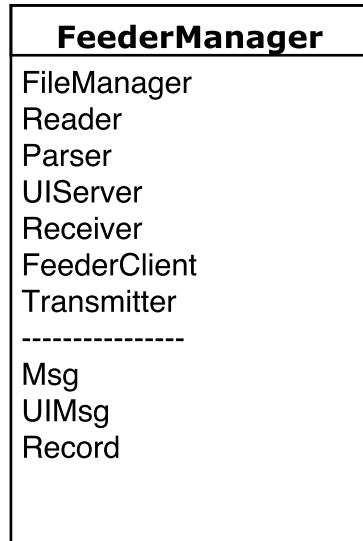 FeederManager
FileManager
Reader
Parser
UIServer
Receiver
FeederClient
Transmitter
----------------
Msg
UIMsg
Record